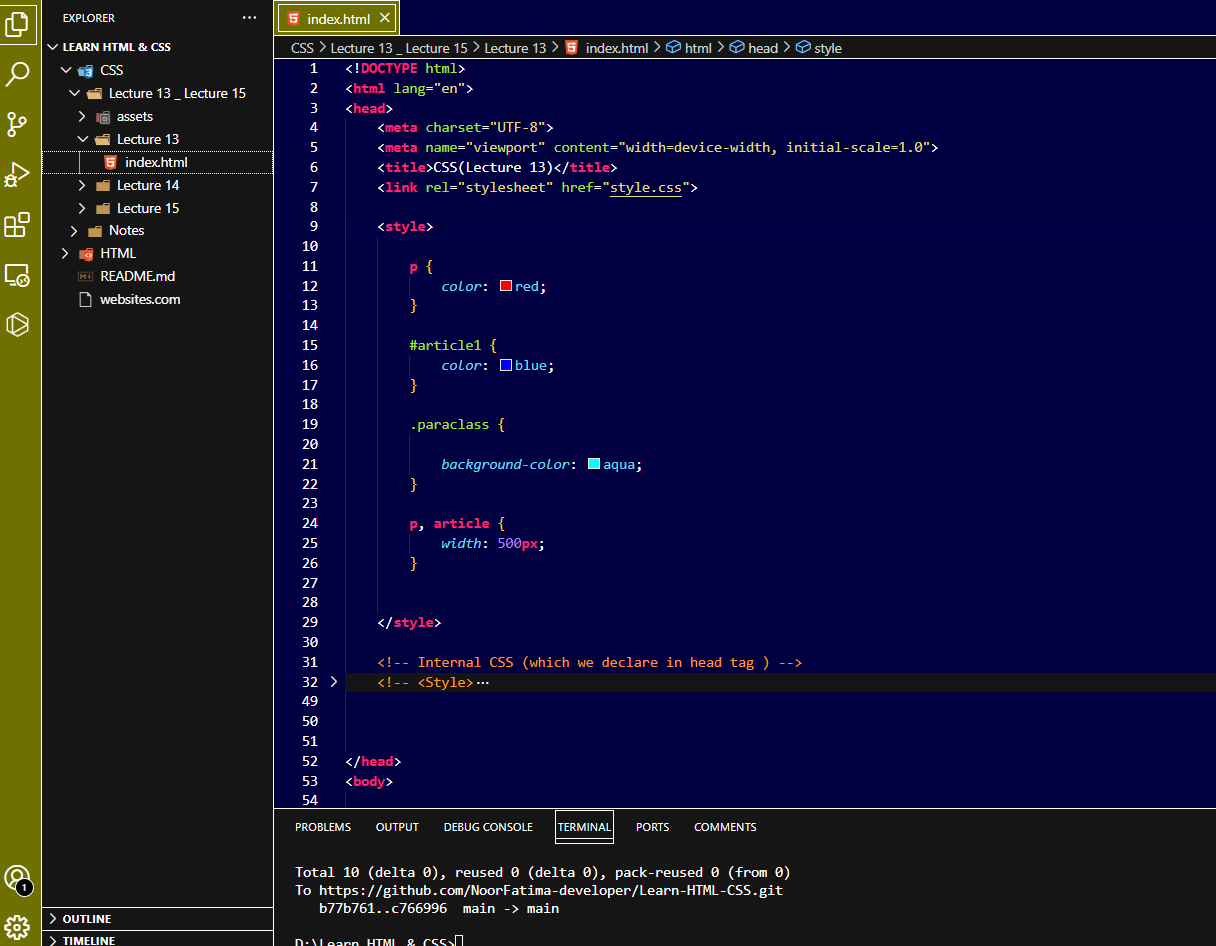 EXPLORER ···
LEARN HTML & CSS
CSS
Lecture 13 _ Lecture 15
assets
Lecture 13
index.html
Lecture 14
Lecture 15
Notes
HTML
README.md
websites.com
OUTLINE
TIMELINE
1
index.html
CSS > Lecture 13 _ Lecture 15 > Lecture 13 > index.html > html > head > style
1 <!DOCTYPE html>
2 <html lang="en">
3 <head>
4 <meta charset="UTF-8">
5 <meta name="viewport" content="width=device-width, initial-scale=1.0">
6 <title>CSS(Lecture 13)</title>
7 <link rel="stylesheet" href="style.css">
8
9 <style>
10
11 p {
12 color: red;
13 }
14
15 #article1 {
16 color: blue;
17 }
18
19 .paraclass {
20
21 background-color: aqua;
22 }
23
24 p, article {
25 width: 500px;
26 }
27
28
29 </style>
30
31 <!-- Internal CSS (which we declare in head tag ) -->
32 <!-- <Style>···
49
50
51
52 </head>
53 <body>
54
PROBLEMS OUTPUT DEBUG CONSOLE TERMINAL PORTS COMMENTS
Total 10 (delta 0), reused 0 (delta 0), pack-reused 0 (from 0)
To https://github.com/NoorFatima-developer/Learn-HTML-CSS.git
b77b761..c766996 main -> main
D:\Learn HTML & CSS>